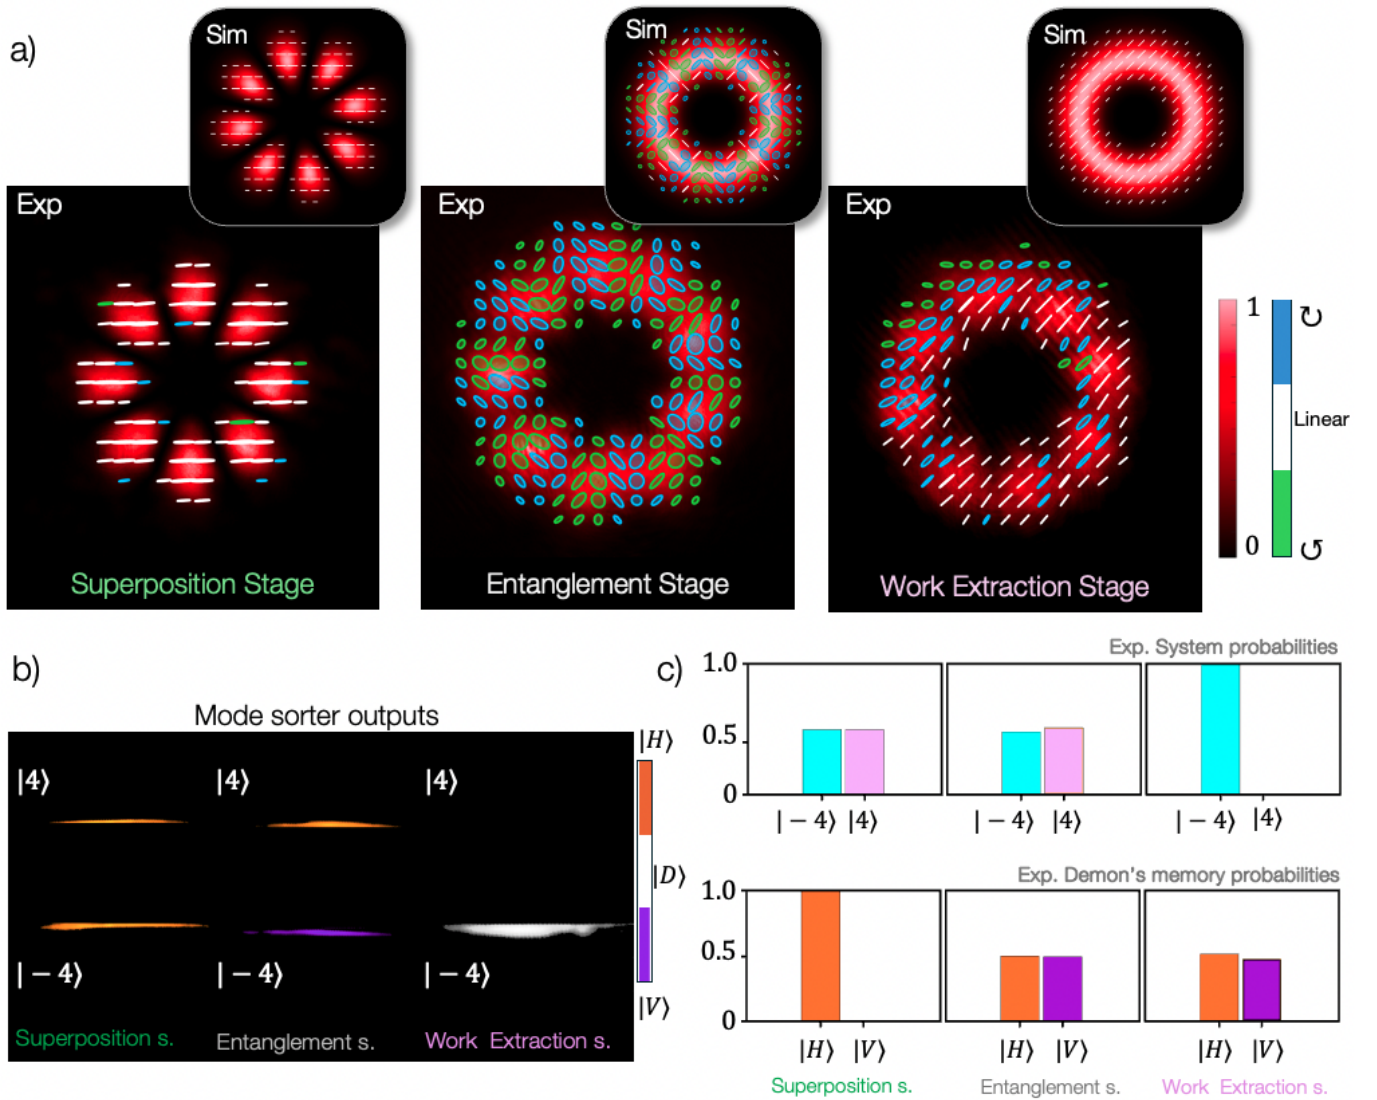 a)
Sim
Sim
Sim
Exp
Exp
Exp
1
Linear
0
↻
↺
Superposition Stage
Entanglement Stage
Work Extraction Stage
b)
Mode sorter outputs
|4⟩
|4⟩
|4⟩
|H⟩
|D⟩
|V⟩
|−4⟩
|−4⟩
|−4⟩
Superposition s.
Entanglement s.
Work Extraction s.
c)
Exp. System probabilities
1.0
0.5
0
|−4⟩ |4⟩
|−4⟩ |4⟩
|−4⟩ |4⟩
Exp. Demon's memory probabilities
1.0
0.5
0
|H⟩ |V⟩
|H⟩ |V⟩
|H⟩ |V⟩
Superposition s.
Entanglement s.
Work Extraction s.